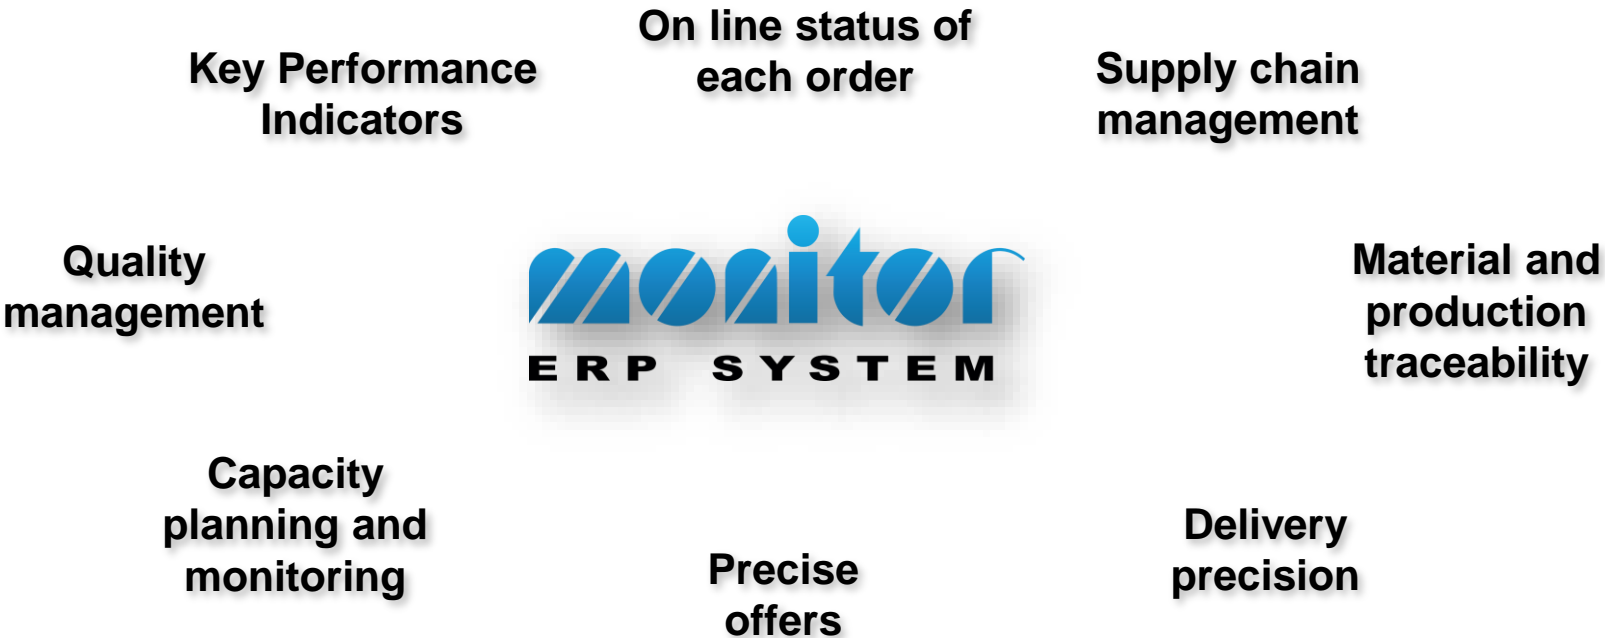 On line status of
each order
Key Performance
Indicators
Supply chain
management
Quality
management
monitor
ERP SYSTEM
Material and
production
traceability
Capacity
planning and
monitoring
Precise
offers
Delivery
precision